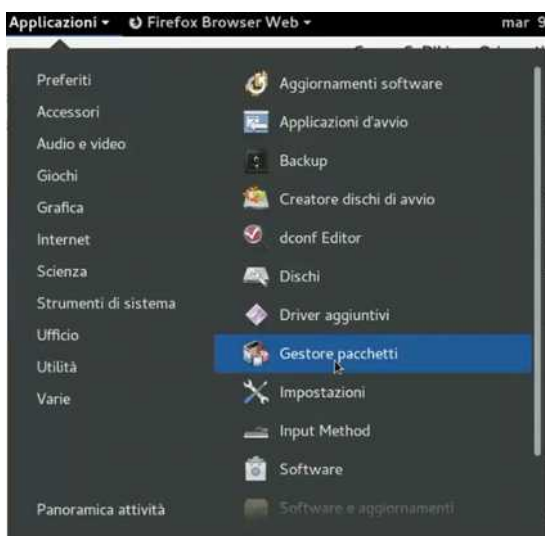 Applicazioni Firefox Browser Web mar 9
Preferiti
Accessori
Audio e video
Giochi
Grafica
Internet
Scienza
Strumenti di sistema
Ufficio
Utilità
Varie
Panoramica attività
Aggiornamenti software
Applicazioni d'avvio
Backup
Creatore dischi di avvio
dconf Editor
Dischi
Driver aggiuntivi
Gestore pacchetti
Impostazioni
Input Method
Software
Software e aggiornamenti